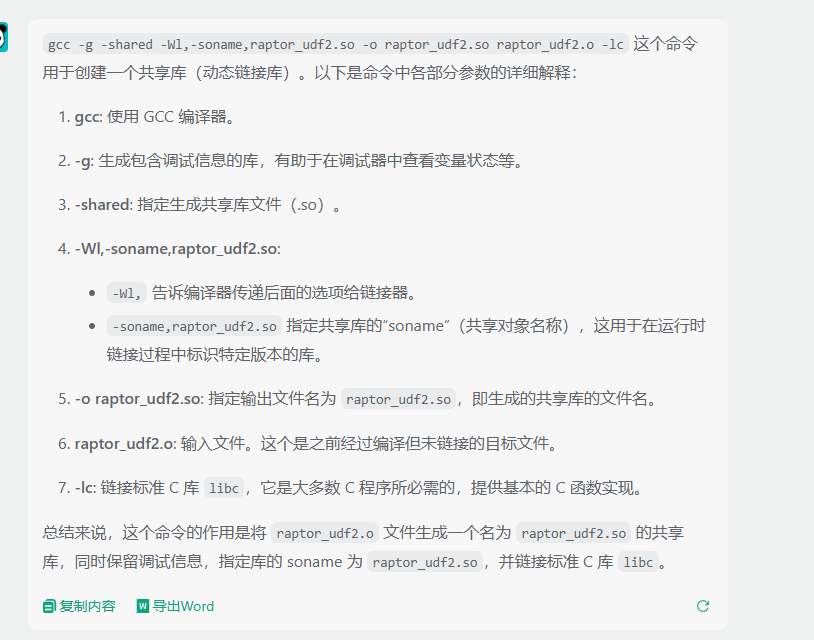 gcc -g -shared -Wl,-soname,raptor_udf2.so -o raptor_udf2.so raptor_udf2.o -lc 这个命令
用于创建一个共享库（动态链接库）。以下是命令中各部分参数的详细解释：
1. gcc: 使用 GCC 编译器。
2. -g: 生成包含调试信息的库，有助于在调试器中查看变量状态等。
3. -shared: 指定生成共享库文件（.so）。
4. -Wl,-soname,raptor_udf2.so:
-Wl, 告诉编译器传递后面的选项给链接器。
-soname,raptor_udf2.so 指定共享库的“soname”（共享对象名称），这用于在运行时
链接过程中标识特定版本的库。
5. -o raptor_udf2.so: 指定输出文件名为 raptor_udf2.so，即生成的共享库的文件名。
6. raptor_udf2.o: 输入文件。这个是之前经过编译但未链接的目标文件。
7. -lc: 链接标准 C 库 libc，它是大多数 C 程序所必需的，提供基本的 C 函数实现。
总结来说，这个命令的作用是将 raptor_udf2.o 文件生成一个名为 raptor_udf2.so 的共享
库，同时保留调试信息，指定库的 soname 为 raptor_udf2.so，并链接标准 C 库 libc。
复制内容 W 导出Word